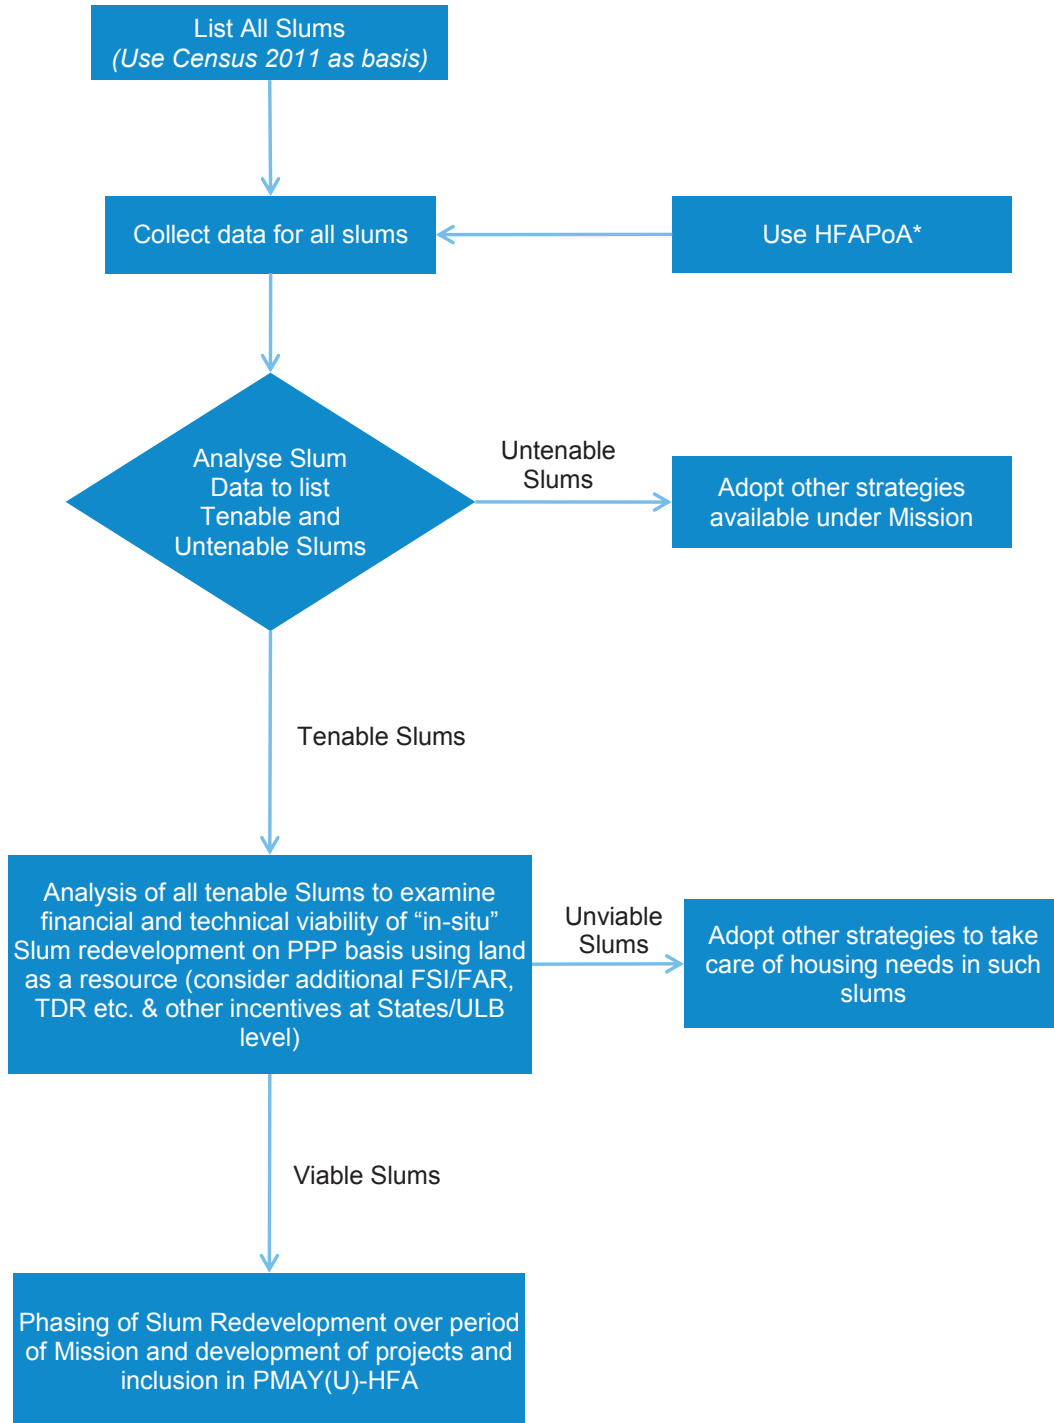 List All Slums
(Use Census 2011 as basis)
Collect data for all slums
Use HFAPoA*
Analyse Slum
Data to list
Tenable and
Untenable Slums
Untenable
Slums
Adopt other strategies
available under Mission
Tenable Slums
Analysis of all tenable Slums to examine
financial and technical viability of “in-situ”
Slum redevelopment on PPP basis using land
as a resource (consider additional FSI/FAR,
TDR etc. & other incentives at States/ULB
level)
Unviable
Slums
Adopt other strategies to take
care of housing needs in such
slums
Viable Slums
Phasing of Slum Redevelopment over period
of Mission and development of projects and
inclusion in PMAY(U)-HFA